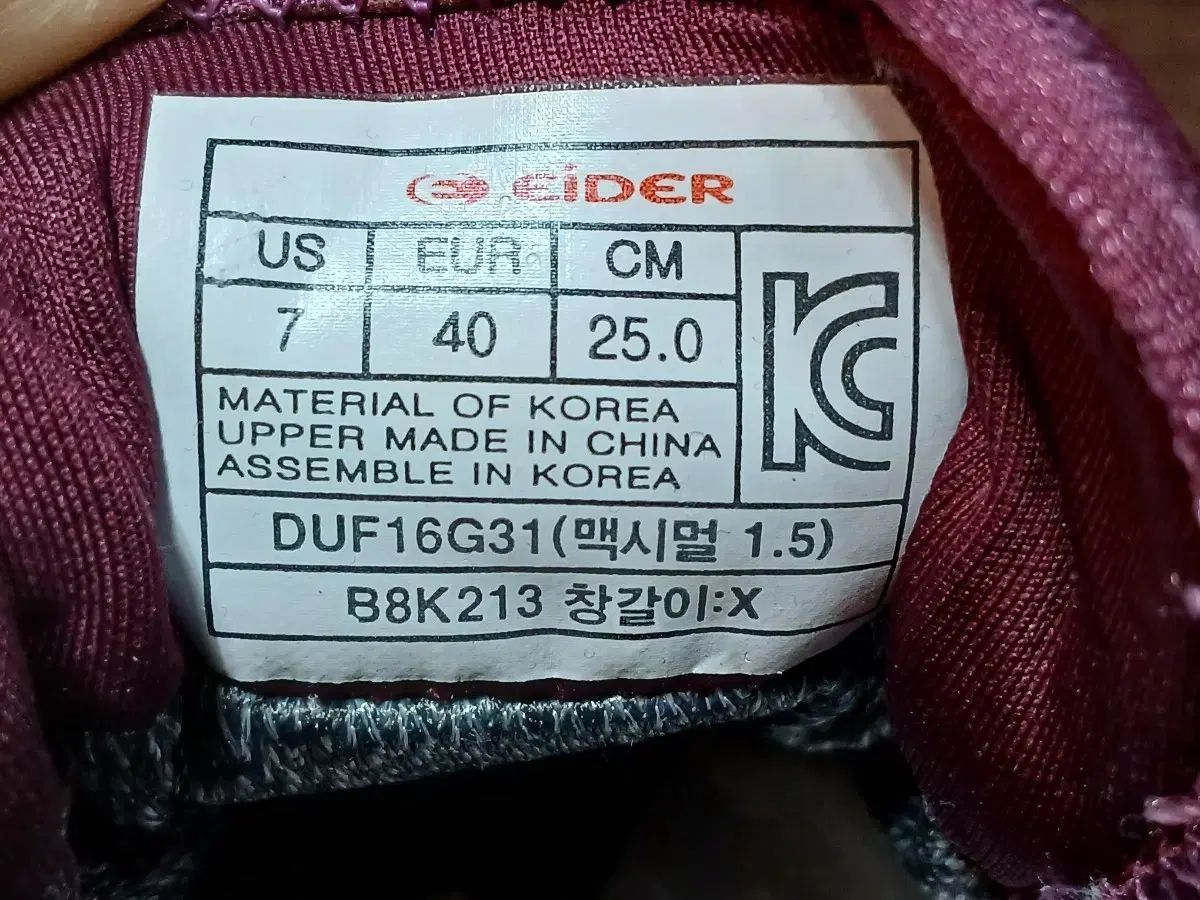 EiDER
US EUR CM
7 40 25.0
KC
MATERIAL OF KOREA
UPPER MADE IN CHINA
ASSEMBLE IN KOREA
DUF16G31(맥시멀 1.5)
B8K213 창갈이:X